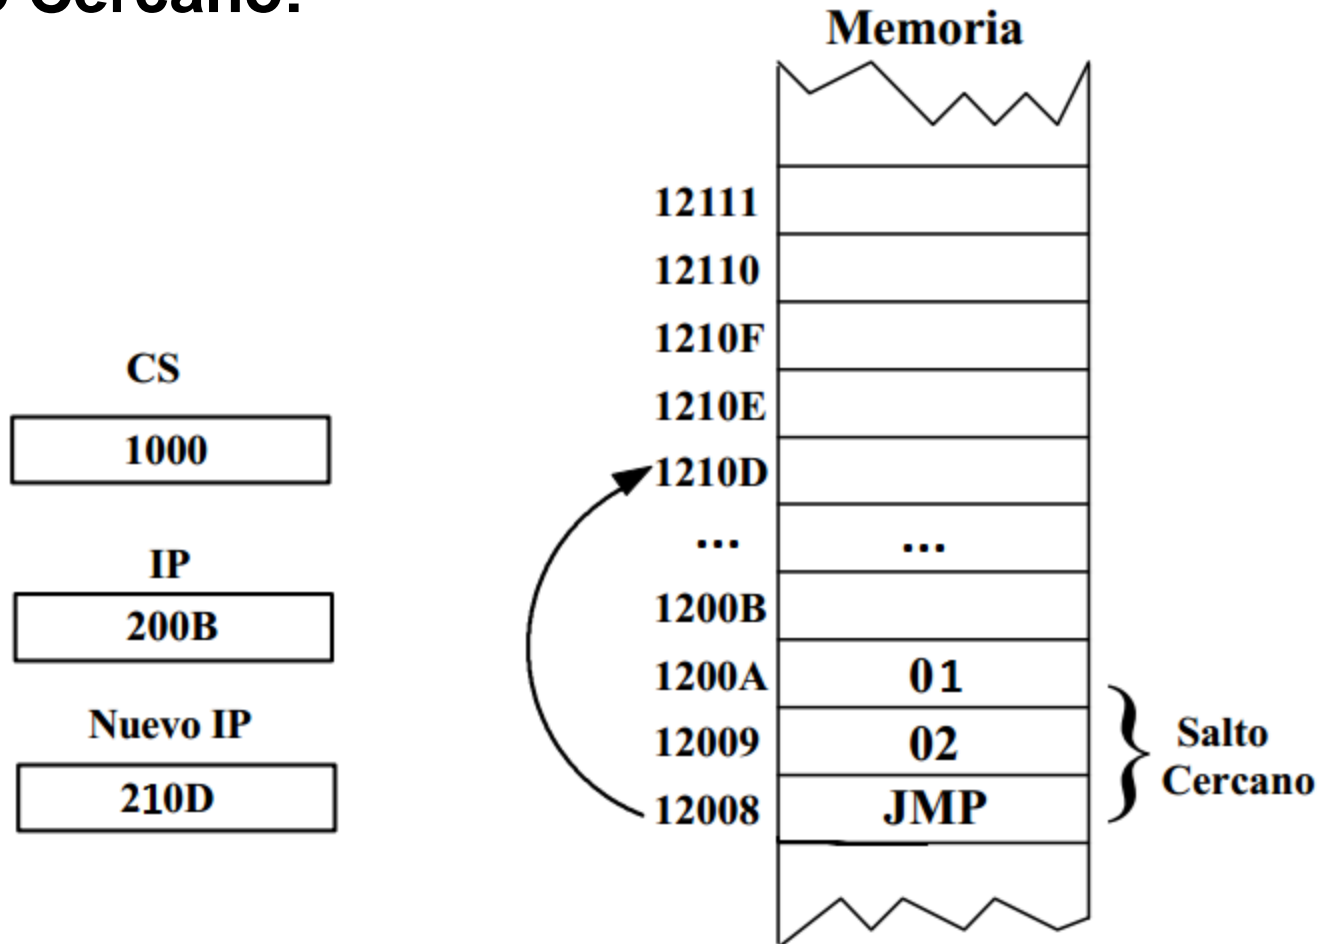 Cercano:
Memoria
12111
12110
1210F
CS
1210E
1000
1210D
... ...
IP
200B
1200B
1200A 01
Nuevo IP
12009 02
Salto
Cercano
210D
12008 JMP